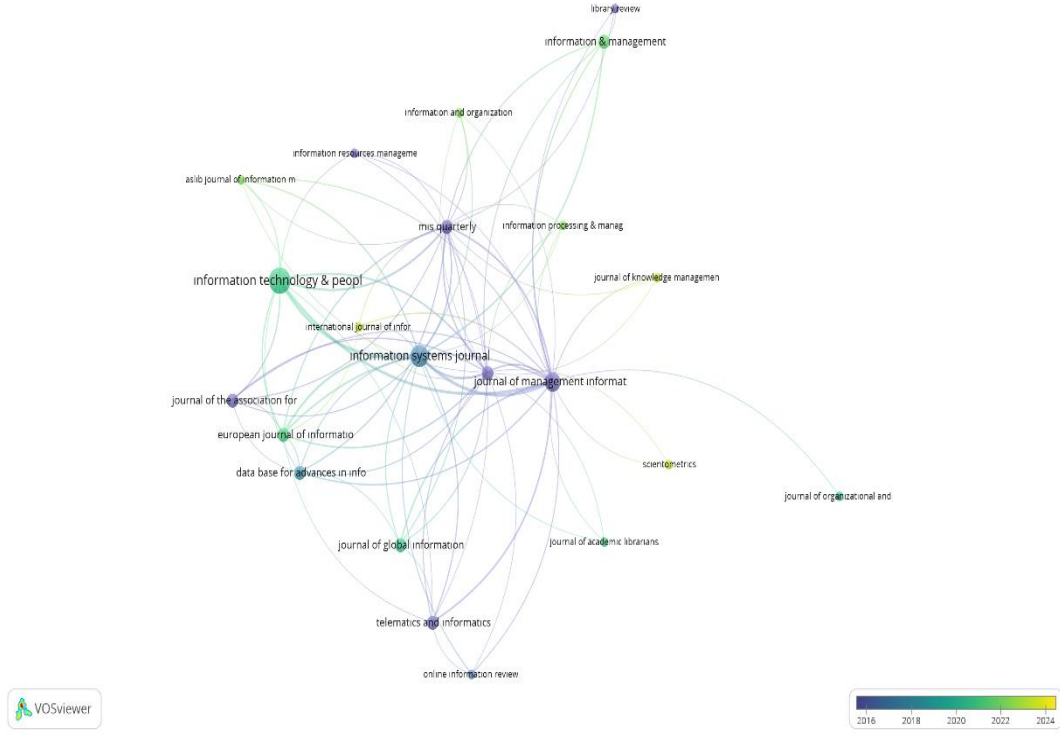 library review
information & management
information and organization
information resources manageme
aslib journal of information m
mis quarterly
information processing & manag
journal of knowledge managemen
information technology & peopl
international journal of infor
information systems journal
journal of management informat
journal of the association for
european journal of informatio
data base for advances in info
scientometrics
journal of organizational and
journal of global information
journal of academic librarians
telematics and informatics
online information review
VOSviewer
2016 2018 2020 2022 2024